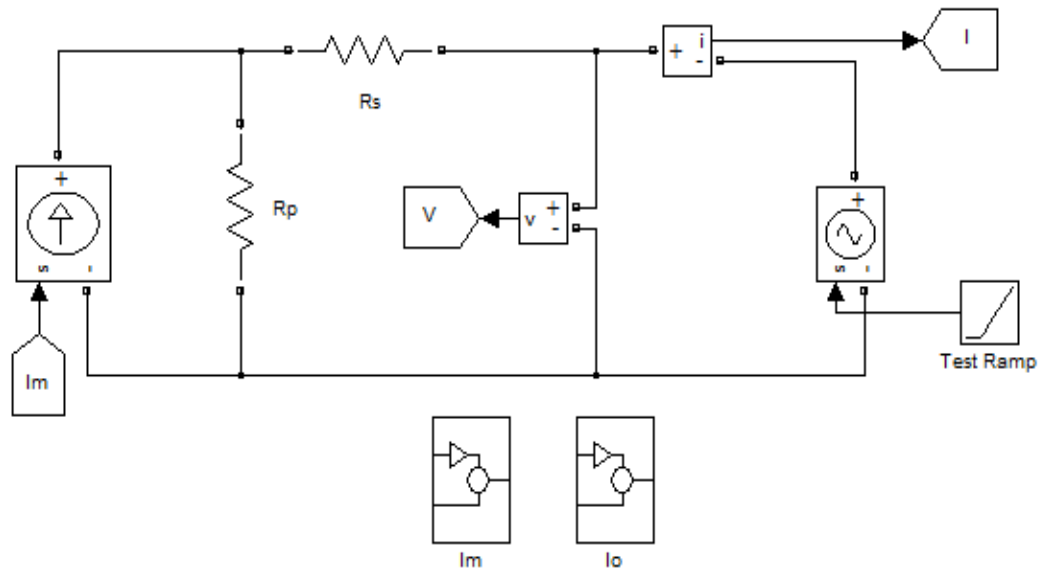 + i
-
I
Rs
+
Rp
V
v +
-
+
s -
s -
Im
Test Ramp
Im
Io